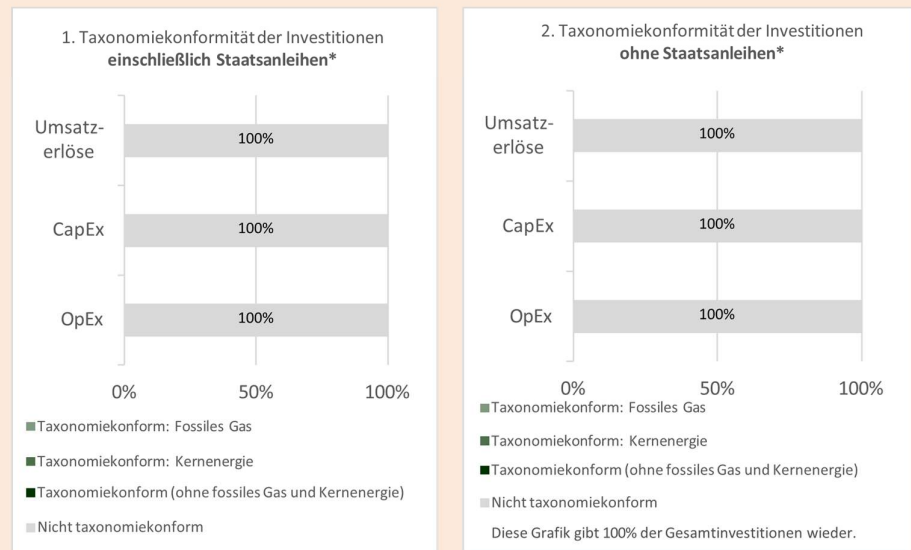 1. Taxonomiekonformität der Investitionen
einschließlich Staatsanleihen*
Umsatz-
erlöse
100%
CapEx
100%
OpEx
100%
0%
50%
100%
Taxonomiekonform: Fossiles Gas
Taxonomiekonform: Kernenergie
Taxonomiekonform (ohne fossiles Gas und Kernenergie)
Nicht taxonomiekonform
2. Taxonomiekonformität der Investitionen
ohne Staatsanleihen*
Umsatz-
erlöse
100%
CapEx
100%
OpEx
100%
0%
50%
100%
Taxonomiekonform: Fossiles Gas
Taxonomiekonform: Kernenergie
Taxonomiekonform (ohne fossiles Gas und Kernenergie)
Nicht taxonomiekonform
Diese Grafik gibt 100% der Gesamtinvestitionen wieder.